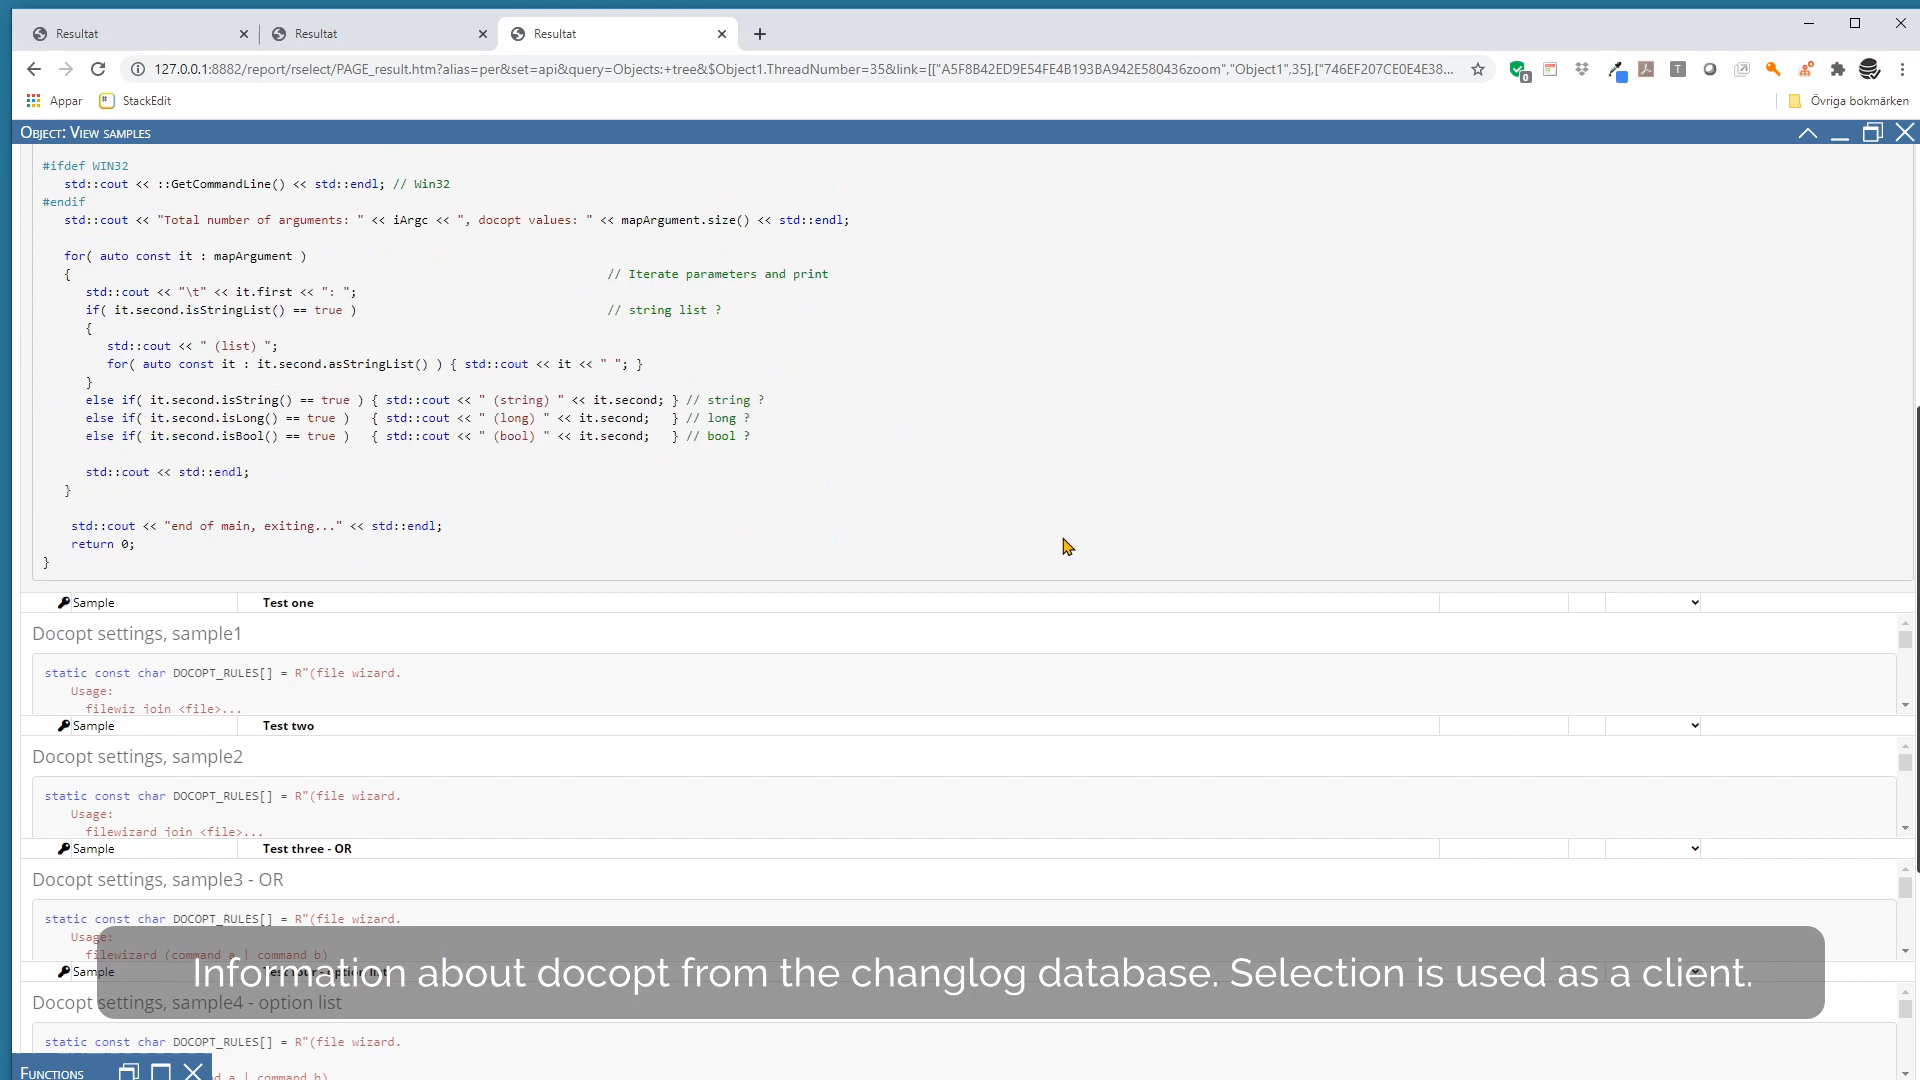 Resultat
Resultat
Resultat
127.0.0.1:8882/report/rselect/PAGE_result.htm?alias=per&set=api&query=Objects:+tree&$Object1.ThreadNumber=35&link=[["A5F8B42ED9E54FE4B193BA942E580436zoom","Object1",35],["746EF207CE0E4E38...
0
T
Appar
StackEdit
Övriga bokmärken
Object: View samples
#ifdef WIN32
std::cout << ::GetCommandLine() << std::endl; // Win32
#endif
std::cout << "Total number of arguments: " << iArgc << ", docopt values: " << mapArgument.size() << std::endl;
for( auto const it : mapArgument )
{ // Iterate parameters and print
std::cout << "\t" << it.first << ": ";
if( it.second.isStringList() == true ) // string list ?
{
std::cout << " (list) ";
for( auto const it : it.second.asStringList() ) { std::cout << it << " "; }
}
else if( it.second.isString() == true ) { std::cout << " (string) " << it.second; } // string ?
else if( it.second.isLong() == true ) { std::cout << " (long) " << it.second; } // long ?
else if( it.second.isBool() == true ) { std::cout << " (bool) " << it.second; } // bool ?
std::cout << std::endl;
}
std::cout << "end of main, exiting..." << std::endl;
return 0;
}
Sample Test one
Docopt settings, sample1
static const char DOCOPT_RULES[] = R"(file wizard.
Usage:
filewiz join <file>...
Sample Test two
Docopt settings, sample2
static const char DOCOPT_RULES[] = R"(file wizard.
Usage:
filewizard join <file>...
Sample Test three - OR
Docopt settings, sample3 - OR
static const char DOCOPT_RULES[] = R"(file wizard.
Usage:
filewizard (command a | command b)
Sample Test four - option list
Information about docopt from the changlog database. Selection is used as a client.
Docopt settings, sample4 - option list
static const char DOCOPT_RULES[] = R"(file wizard.
Functions
d a | command b)